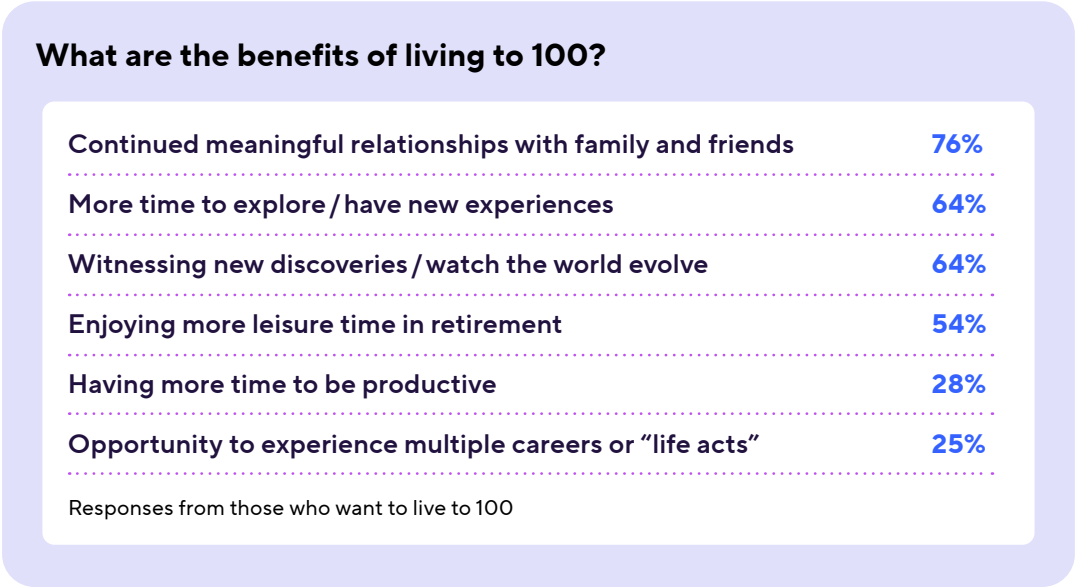 What are the benefits of living to 100?
Continued meaningful relationships with family and friends 76%
More time to explore / have new experiences 64%
Witnessing new discoveries / watch the world evolve 64%
Enjoying more leisure time in retirement 54%
Having more time to be productive 28%
Opportunity to experience multiple careers or “life acts” 25%
Responses from those who want to live to 100